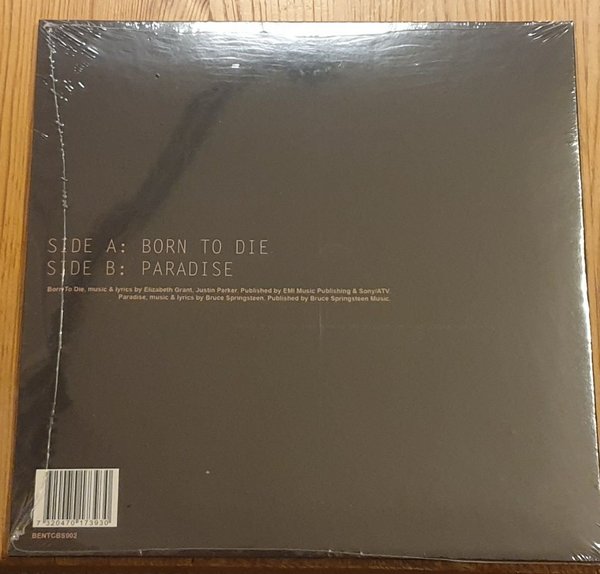 SIDE A: BORN TO DIE
SIDE B: PARADISE
Born To Die, music & lyrics by Elizabeth Grant, Justin Parker. Published by EMI Music Publishing & Sony/ATV.
Paradise, music & lyrics by Bruce Springsteen. Published by Bruce Springsteen Music.
7 320470 173930
BENTCBS902